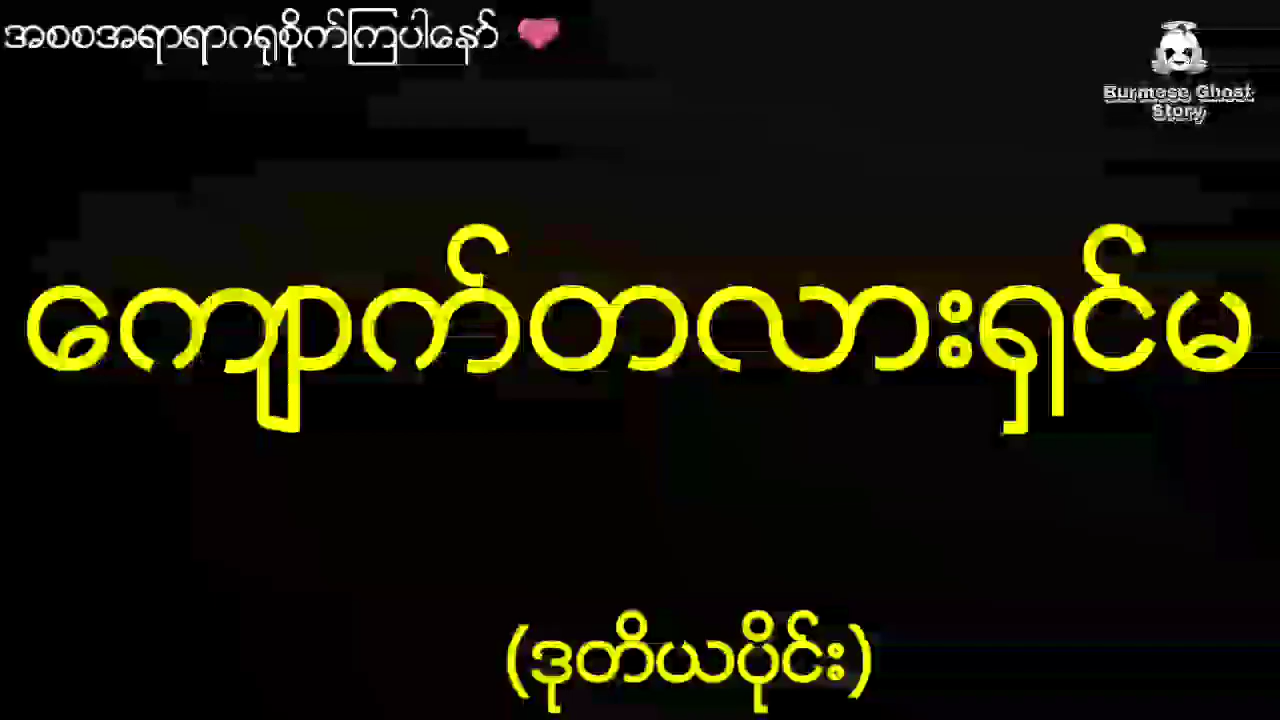 အစစအရာရာဂရုစိုက်ကြပါနော် ❤
Burmese Ghost
Story
ကျောက်တလားရှင်မ
(ဒုတိယပိုင်း)